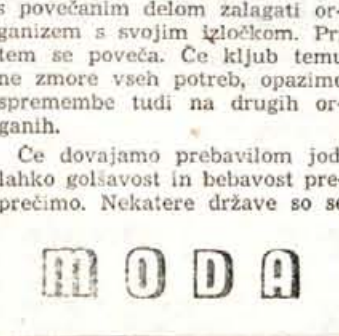 s povečanim delom zalagati or-
ganizem s svojim izločkom. Pri
tem se poveča. Če kljub temu
ne zmore vseh potreb, opazimo
spremembe tudi na drugih or-
ganih.
Če dovajamo prebavilom jod,
lahko golšavost in bebavost pre-
prečimo. Nekatere države so se
MODA